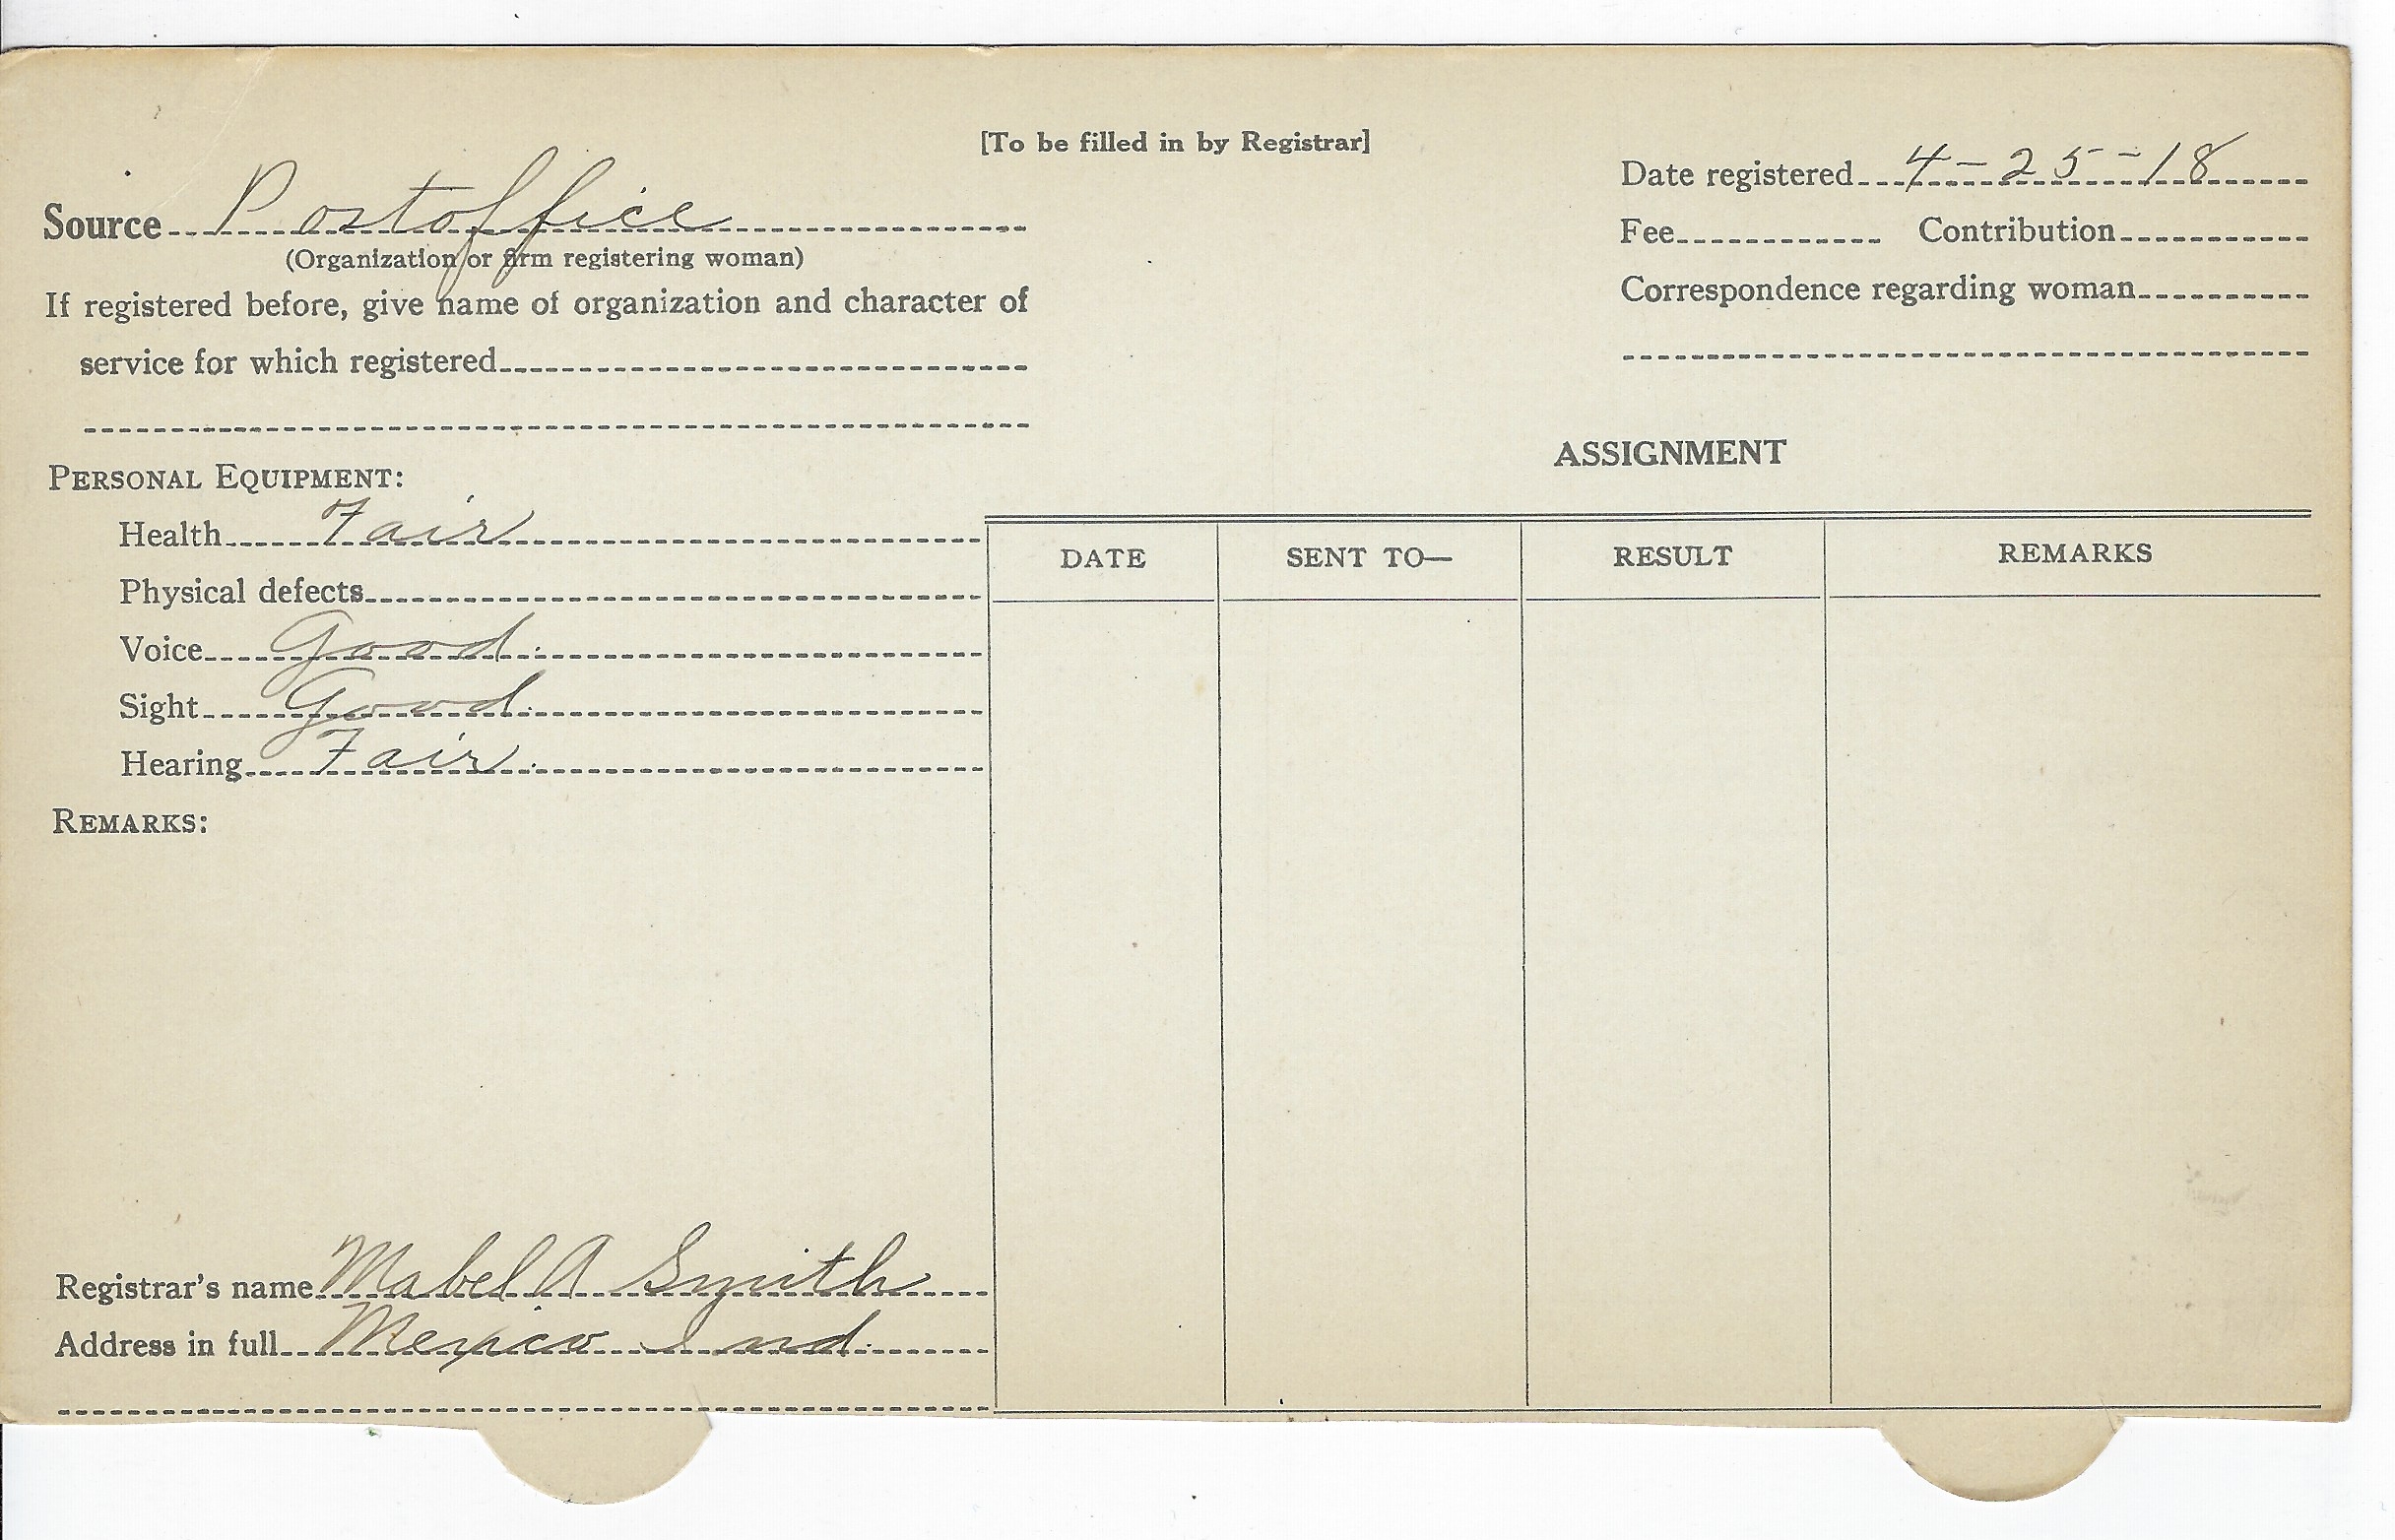 [To be filled in by Registrar]
Source Postoffice
(Organization or firm registering woman)
If registered before, give name of organization and character of
service for which registered
Date registered 4-25-18
Fee Contribution
Correspondence regarding woman
PERSONAL EQUIPMENT:
Health Fair
Physical defects
Voice Good.
Sight Good.
Hearing Fair.
REMARKS:
Registrar's name Mabel A Smith
Address in full Mexico Ind.
ASSIGNMENT
DATE SENT TO— RESULT REMARKS